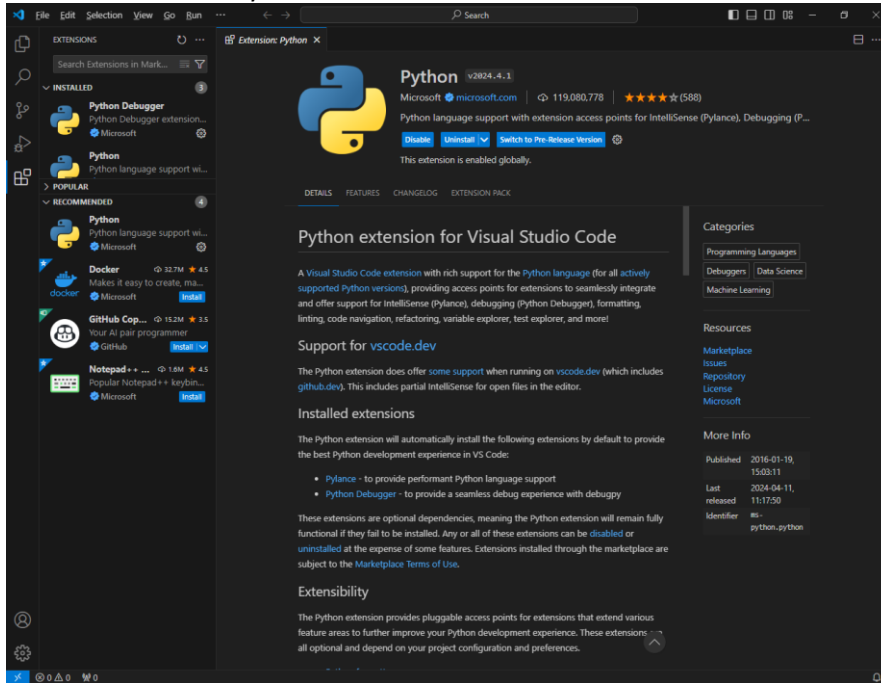 File Edit Selection View Go Run ···
Search
EXTENSIONS
Search Extensions in Mark...
INSTALLED 3
Python Debugger
Python Debugger extension...
Microsoft
Python
Python language support wi...
POPULAR
RECOMMENDED 4
Python
Python language support wi...
Microsoft
Docker 32.7M ★ 4.5
Makes it easy to create, ma...
docker
Microsoft Install
GitHub Cop... 15.2M ★ 3.5
Your AI pair programmer
GitHub Install
Notepad++ ... 1.6M ★ 4.5
Popular Notepad++ keybin...
Microsoft Install
Extension: Python
Python v2024.4.1
Microsoft microsoft.com 119,080,778 ★★★★☆(588)
Python language support with extension access points for IntelliSense (Pylance), Debugging (P...
Disable Uninstall Switch to Pre-Release Version
This extension is enabled globally.
DETAILS FEATURES CHANGELOG EXTENSION PACK
Python extension for Visual Studio Code
A Visual Studio Code extension with rich support for the Python language (for all actively
supported Python versions), providing access points for extensions to seamlessly integrate
and offer support for IntelliSense (Pylance), debugging (Python Debugger), formatting,
linting, code navigation, refactoring, variable explorer, test explorer, and more!
Support for vscode.dev
The Python extension does offer some support when running on vscode.dev (which includes
github.dev). This includes partial IntelliSense for open files in the editor.
Installed extensions
The Python extension will automatically install the following extensions by default to provide
the best Python development experience in VS Code:
• Pylance - to provide performant Python language support
• Python Debugger - to provide a seamless debug experience with debugpy
These extensions are optional dependencies, meaning the Python extension will remain fully
functional if they fail to be installed. Any or all of these extensions can be disabled or
uninstalled at the expense of some features. Extensions installed through the marketplace are
subject to the Marketplace Terms of Use.
Extensibility
The Python extension provides pluggable access points for extensions that extend various
feature areas to further improve your Python development experience. These extensions
all optional and depend on your project configuration and preferences.
Categories
Programming Languages
Debuggers Data Science
Machine Learning
Resources
Marketplace
Issues
Repository
License
Microsoft
More Info
Published 2016-01-19,
15:03:11
Last 2024-04-11,
released 11:17:50
Identifier ms-
python.python
0 0 0